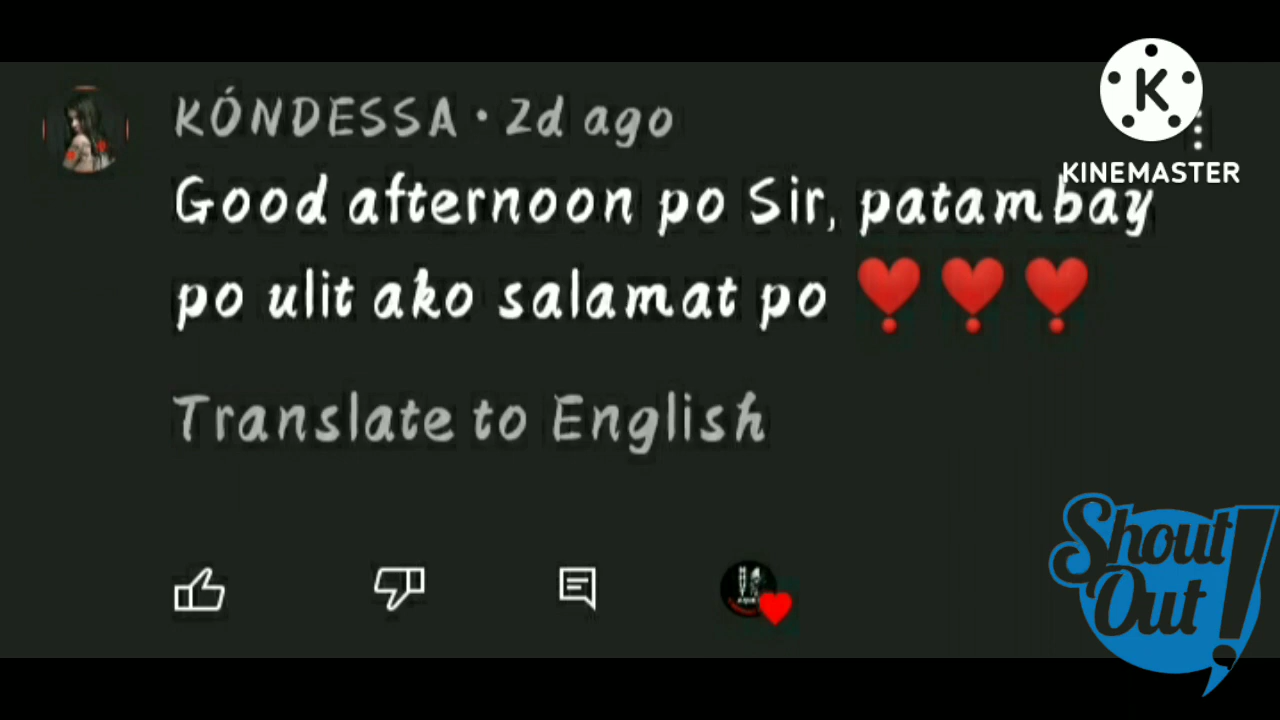 KÓNDESSA · 2d ago
Good afternoon po Sir, patambay
po ulit ako salamat po ❣️❣️❣️
Translate to English
K
KINEMASTER
Shout
Out!